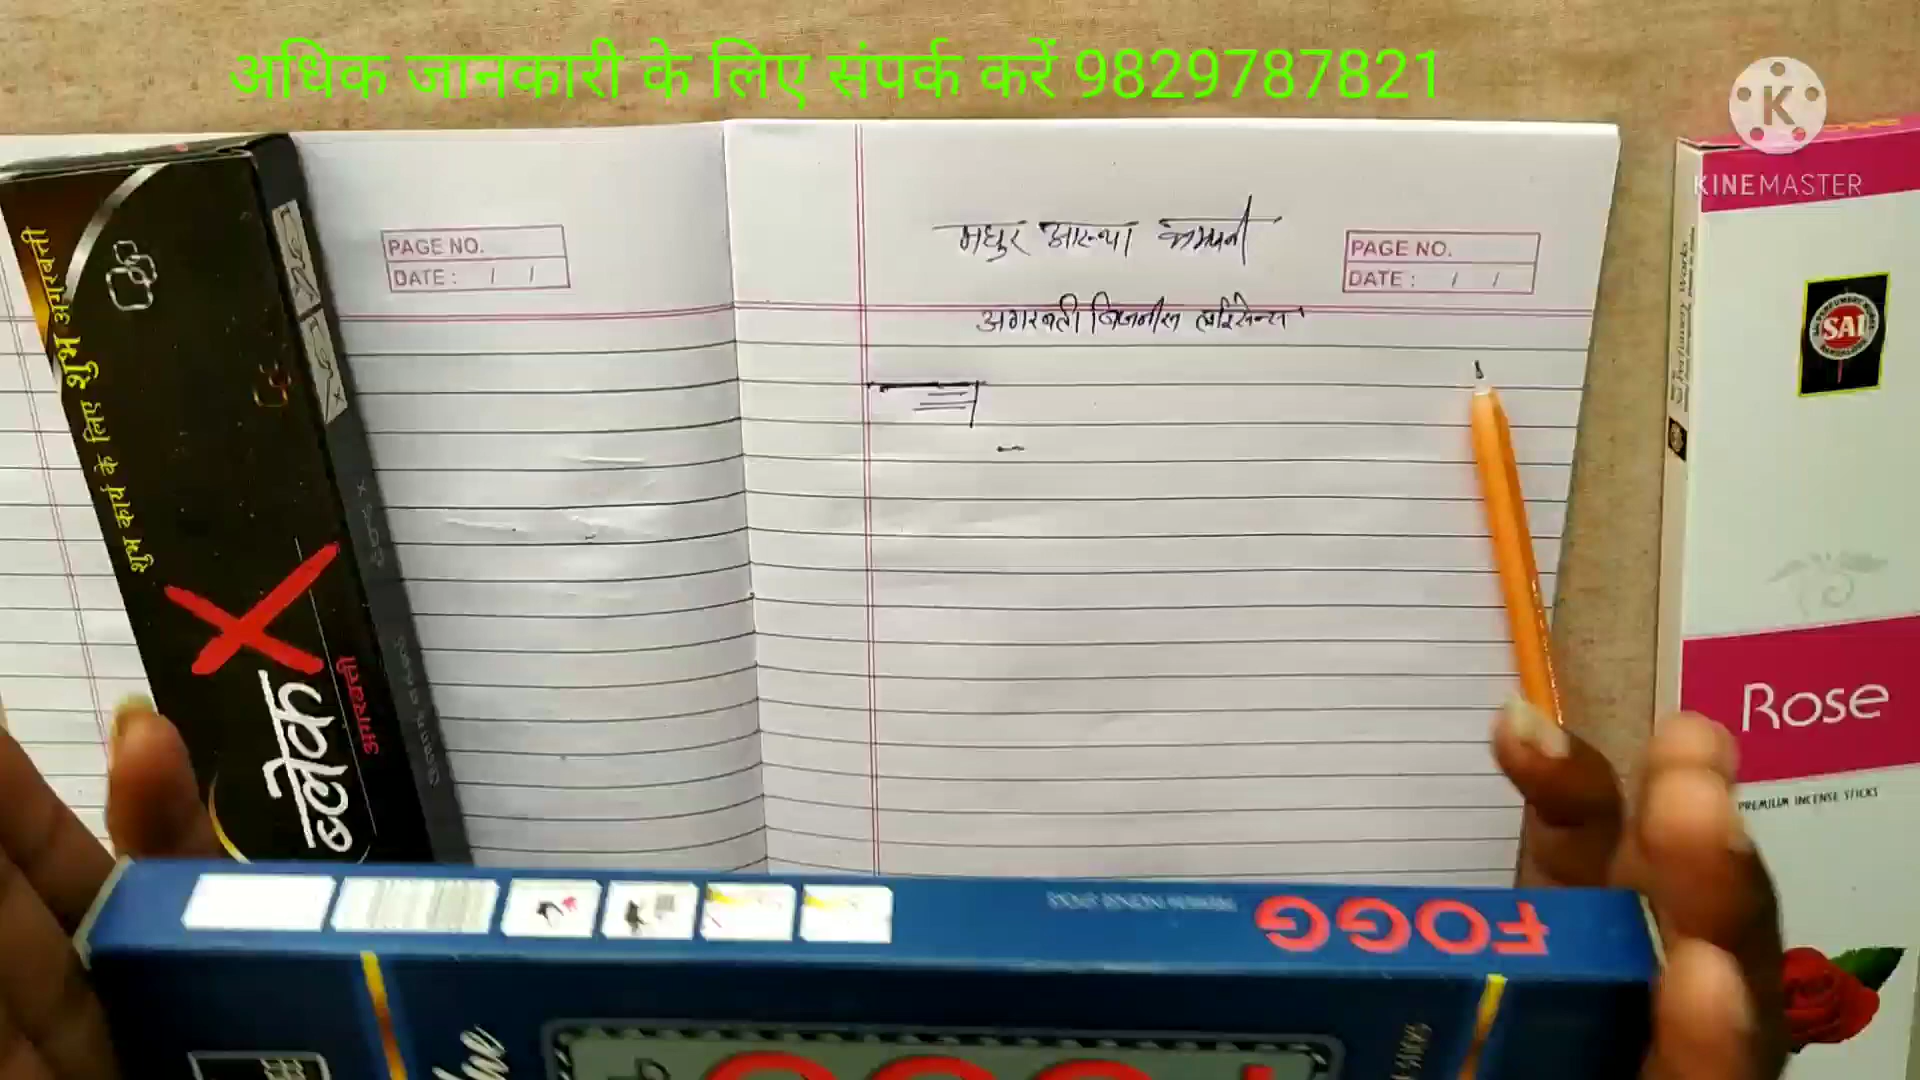 अधिक जानकारी के लिए संपर्क करें 9829787821
KINEMASTER
PAGE NO.
DATE : / /
मधुर आस्था कम्पनी
PAGE NO.
DATE : / /
अगरबती बिजनीस लाईसेन्स
शुभ कार्य के लिए शुभ अगरबत्ती
ब्लेक X
अगरबत्ती
SAI
Rose
PREMIUM INCENSE STICKS
FOGG